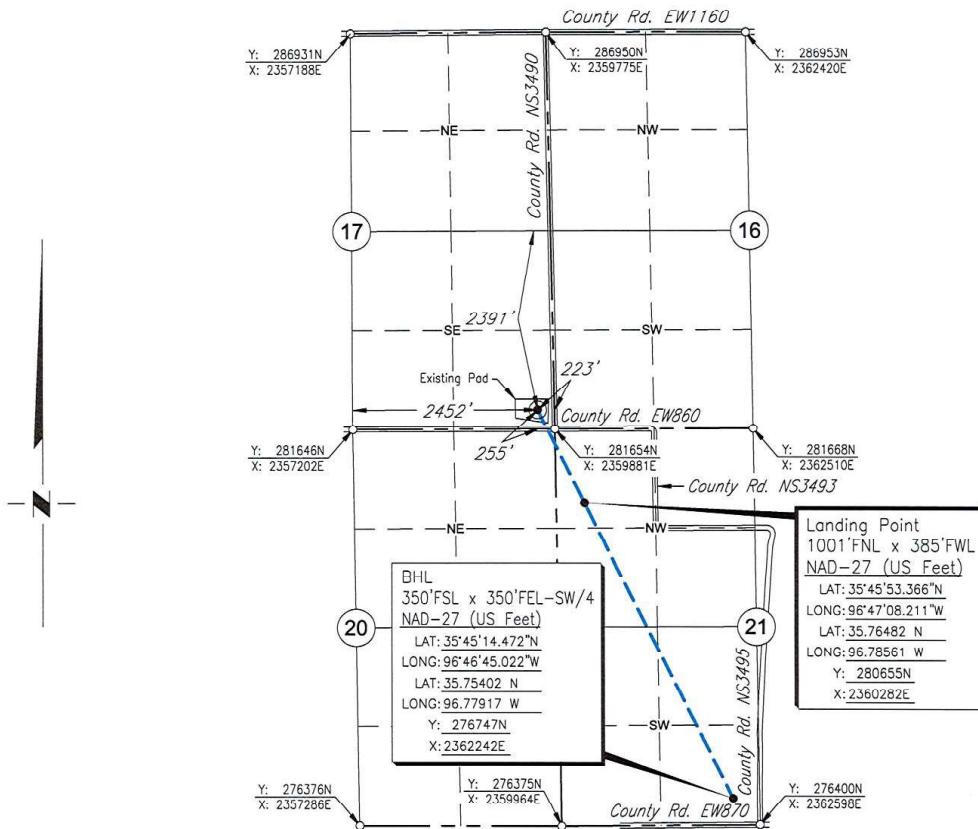 County Rd. EW1160
Y: 286931N
X: 2357188E
Y: 286950N
X: 2359775E
Y: 286953N
X: 2362420E
County Rd. NS3490
NE
NW
17
16
2391'
SE
SW
Existing Pad
223'
2452'
County Rd. EW860
255'
Y: 281646N
X: 2357202E
Y: 281654N
X: 2359881E
Y: 281668N
X: 2362510E
County Rd. NS3493
N
NE
NW
Landing Point
1001'FNL x 385'FWL
NAD-27 (US Feet)
LAT: 35°45'53.366"N
LONG: 96°47'08.211"W
LAT: 35.76482 N
LONG: 96.78561 W
Y: 280655N
X: 2360282E
BHL
350'FSL x 350'FEL-SW/4
NAD-27 (US Feet)
LAT: 35°45'14.472"N
LONG: 96°46'45.022"W
LAT: 35.75402 N
LONG: 96.77917 W
Y: 276747N
X: 2362242E
20
21
County Rd. NS3495
SW
Y: 276376N
X: 2357286E
Y: 276375N
X: 2359964E
County Rd. EW870
Y: 276400N
X: 2362598E